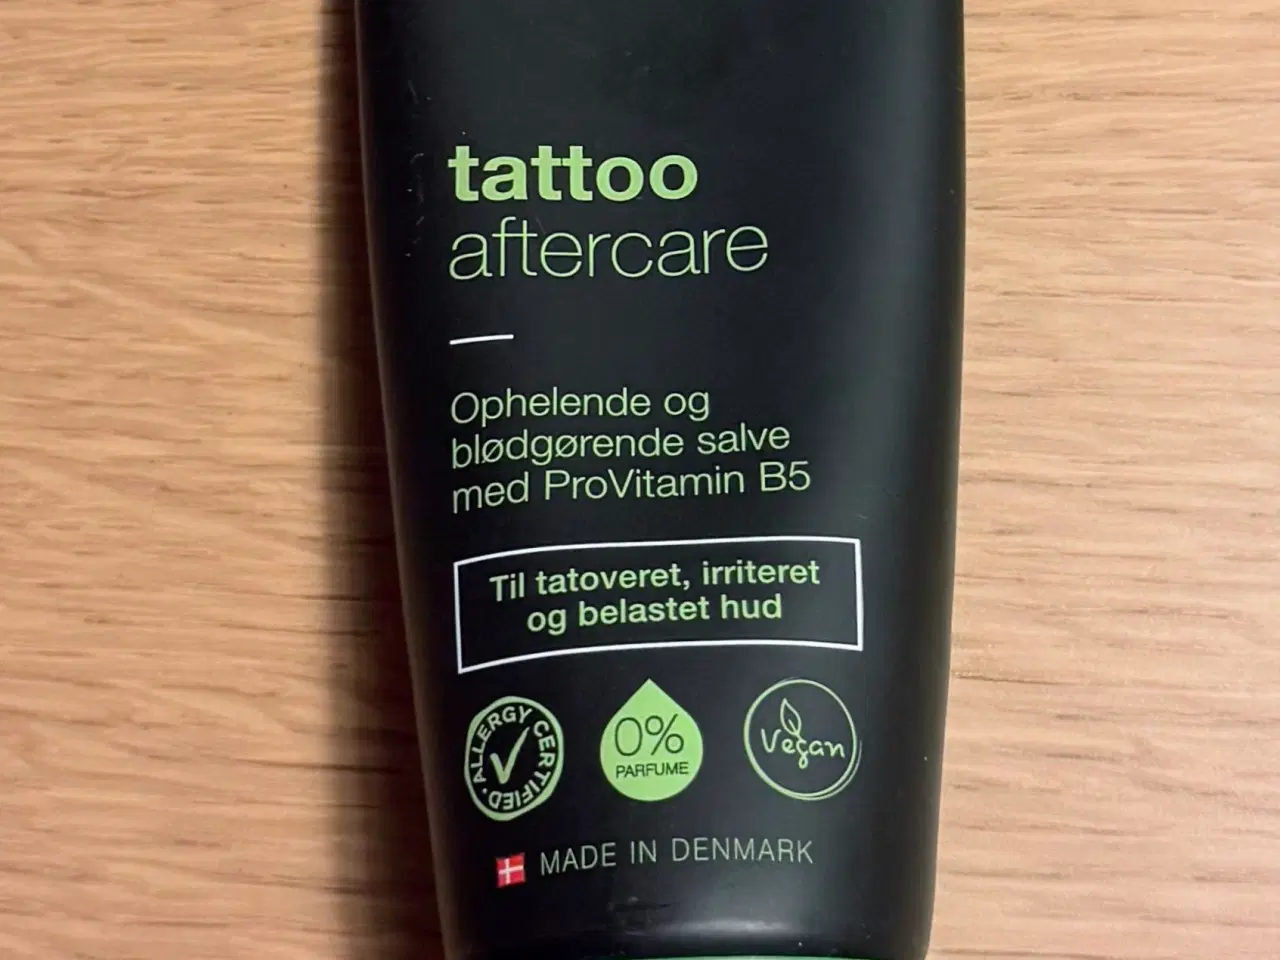 tattoo
aftercare
Ophelende og
blødgørende salve
med ProVitamin B5
Til tatoveret, irriteret
og belastet hud
ALLERGY CERTIFIED
0%
PARFUME
Vegan
MADE IN DENMARK